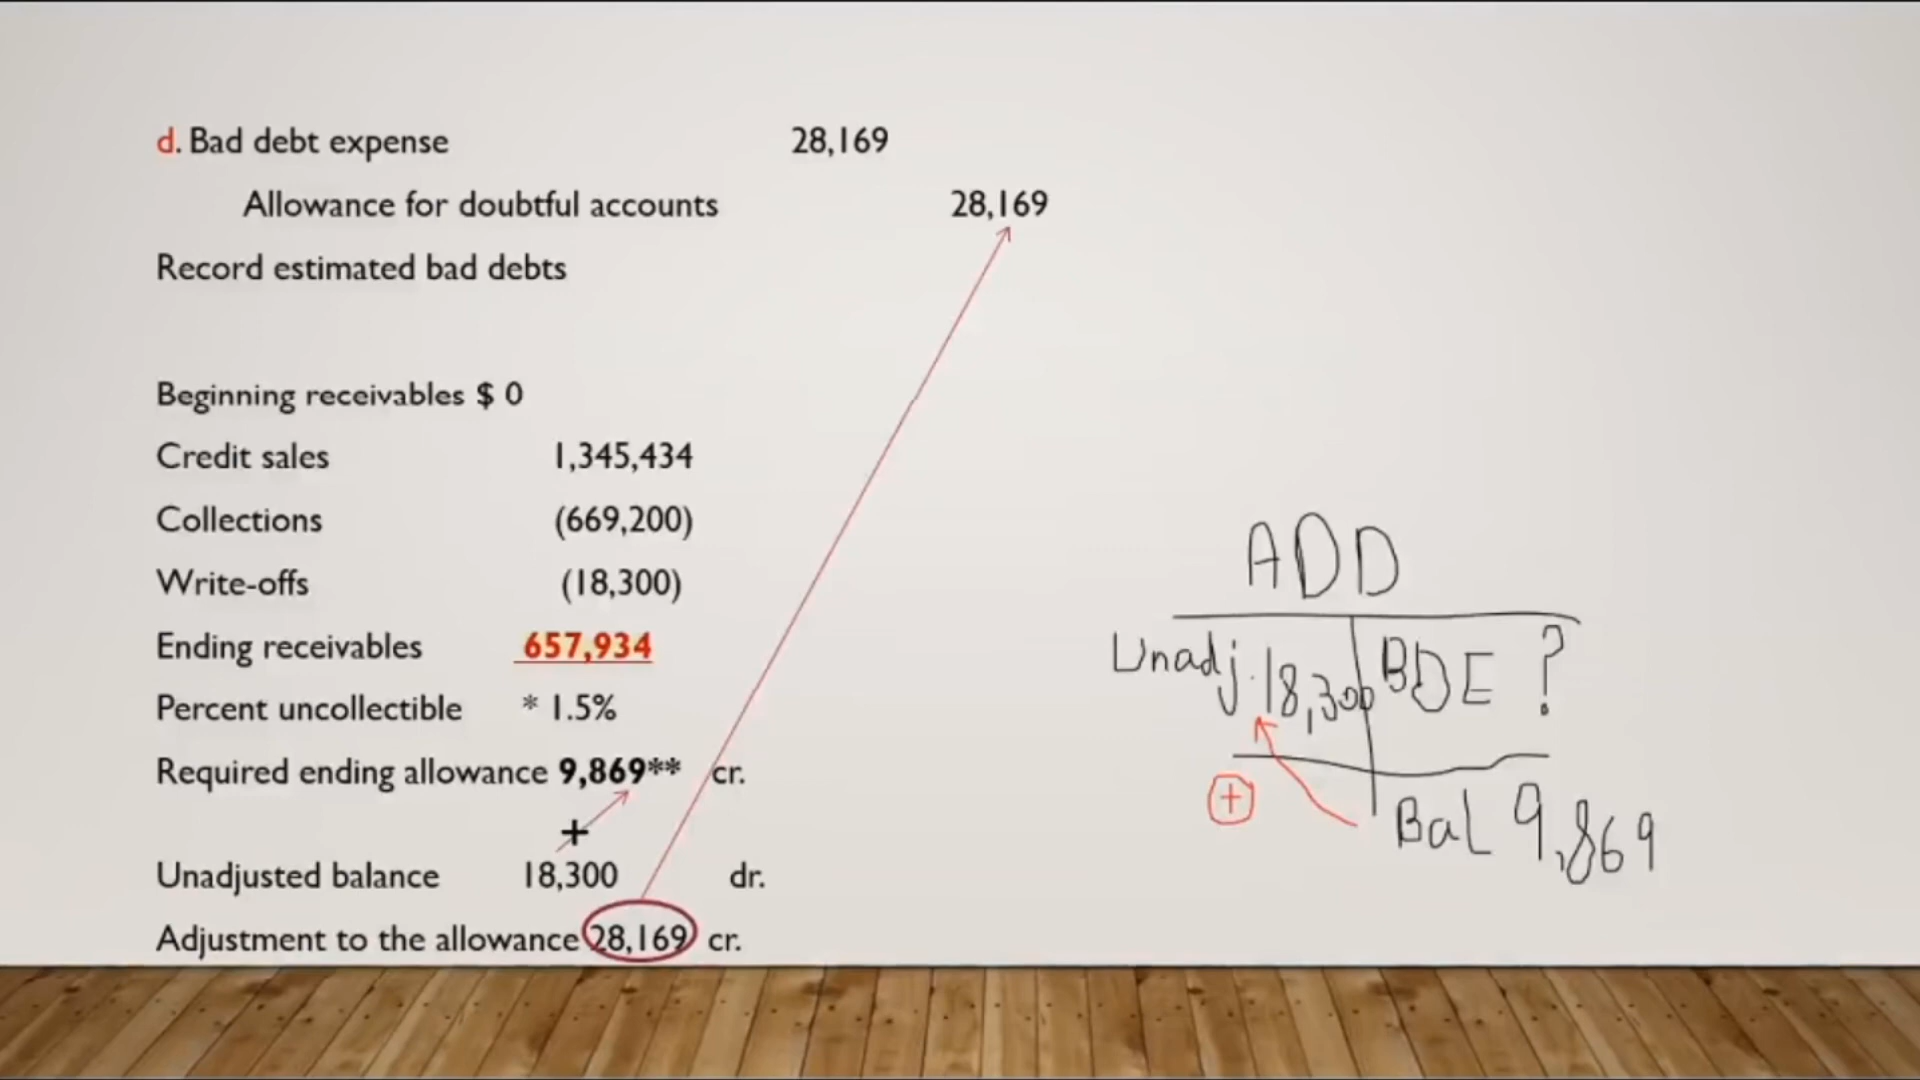 d. Bad debt expense 28,169
Allowance for doubtful accounts 28,169
Record estimated bad debts
Beginning receivables $ 0
Credit sales 1,345,434
Collections (669,200)
Write-offs (18,300)
Ending receivables 657,934
Percent uncollectible * 1.5%
Required ending allowance 9,869** cr.
+
Unadjusted balance 18,300 dr.
Adjustment to the allowance 28,169 cr.
ADD
Unadj. 18,300 BDE ?
+
Bal 9,869